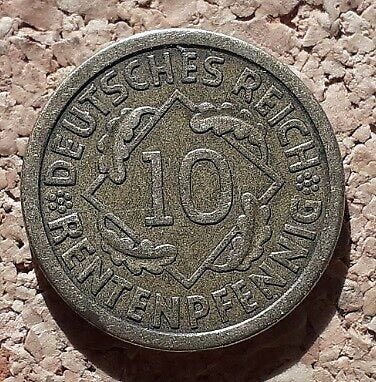 DEUTSCHES REICH
10
RENTENPFENNIG